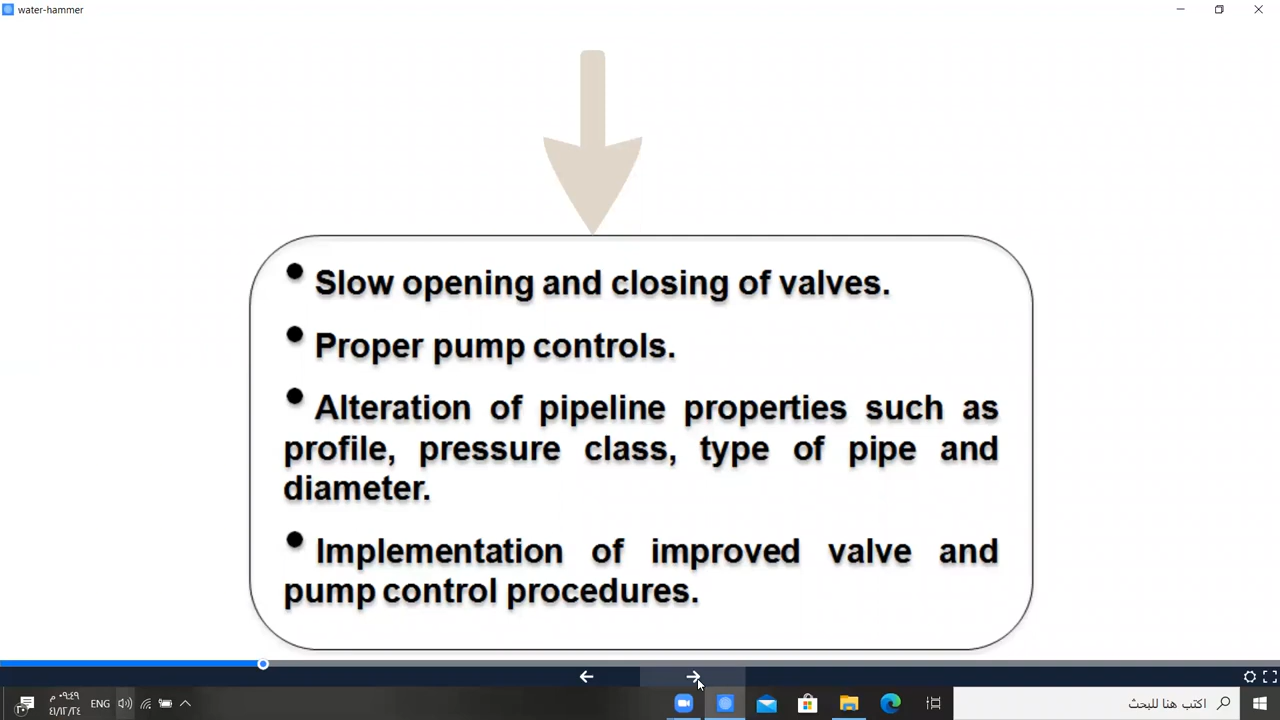 water-hammer
• Slow opening and closing of valves.
• Proper pump controls.
• Alteration of pipeline properties such as
profile, pressure class, type of pipe and
diameter.
• Implementation of improved valve and
pump control procedures.
ENG
اكتب هنا للبحث